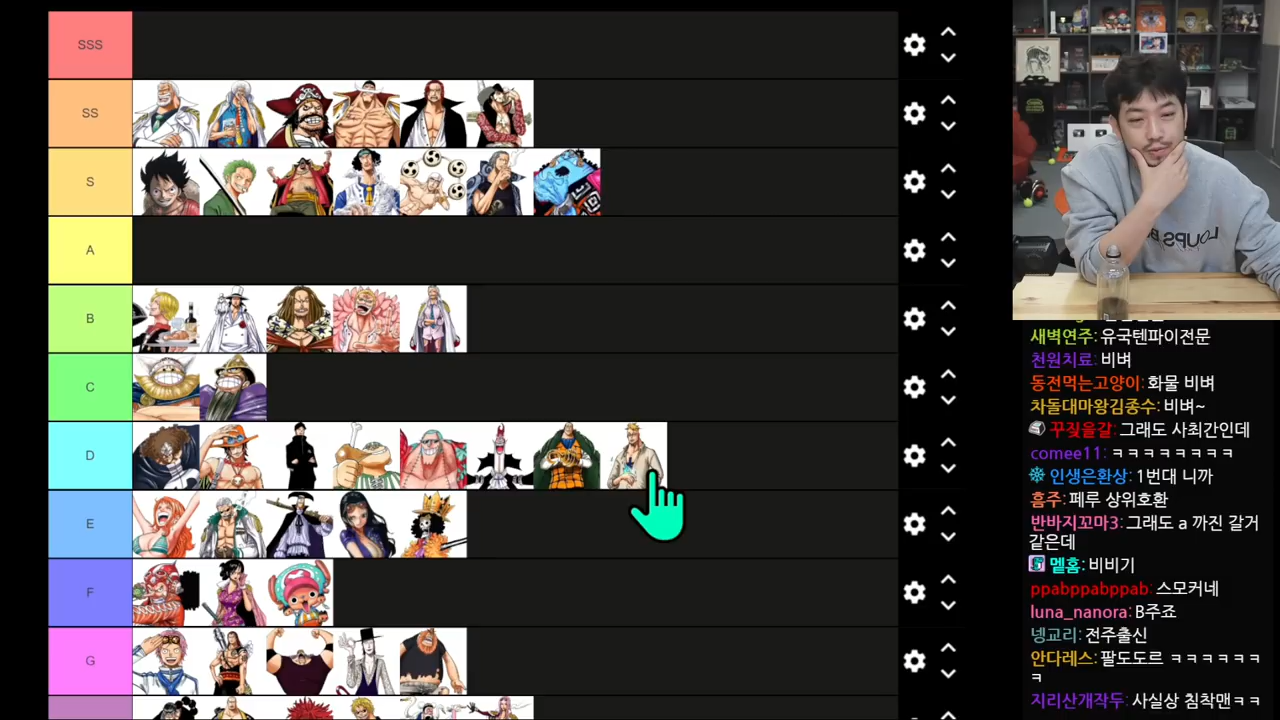 SSS
SS
S
A
B
C
D
E
F
G
새벽연주: 유국텐파이전문
천원치료: 비벼
동전먹는고양이: 화물 비벼
차돌대마왕김종수: 비벼~
꾸짖을갈: 그래도 사최간인데
comee11: ㅋㅋㅋㅋㅋㅋㅋㅋ
인생은환상: 1번대 니까
흠주: 페루 상위호환
반바지꼬마3: 그래도 a 까진 갈거
같은데
멭홈: 비비기
ppabppabppab: 스모커네
luna_nanora: B주죠
넹교리: 전주출신
안다레스: 팔도도르 ㅋㅋㅋㅋㅋㅋ
ㅋ
지리산개작두: 사실상 침착맨ㅋㅋ